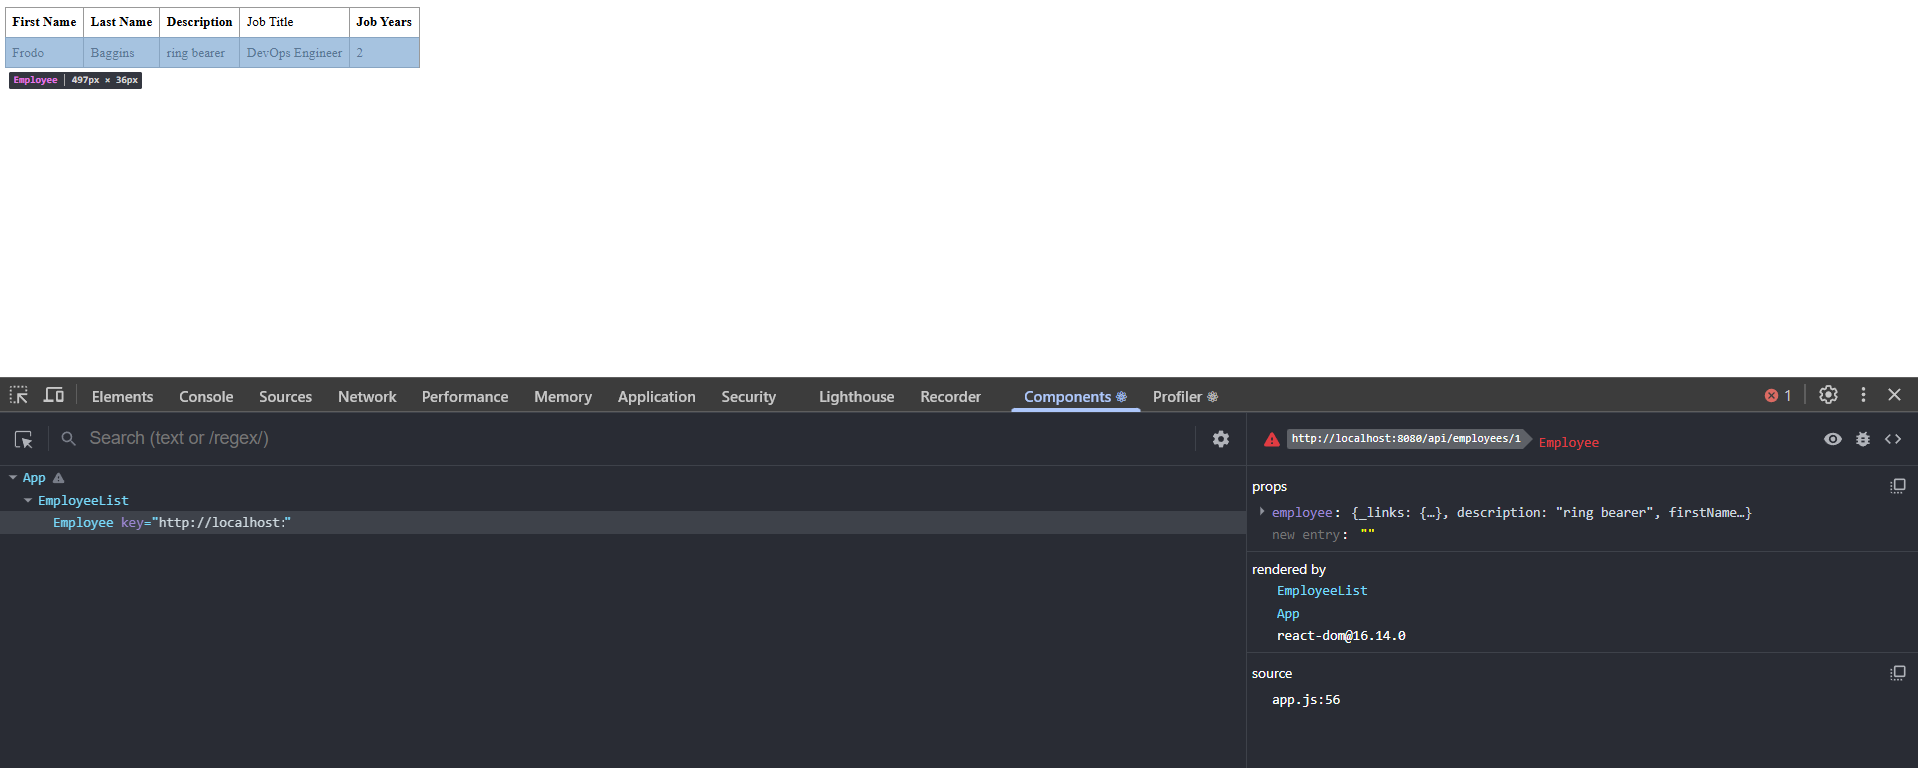 First Name Last Name Description Job Title Job Years
Frodo Baggins ring bearer DevOps Engineer 2
Employee | 497px × 36px
Elements Console Sources Network Performance Memory Application Security Lighthouse Recorder Components Profiler 1
Search (text or /regex/)
http://localhost:8080/api/employees/1 Employee
App
EmployeeList
Employee key="http://localhost:"
props
employee: {_links: {…}, description: "ring bearer", firstName…}
new entry: ""
rendered by
EmployeeList
App
react-dom@16.14.0
source
app.js:56